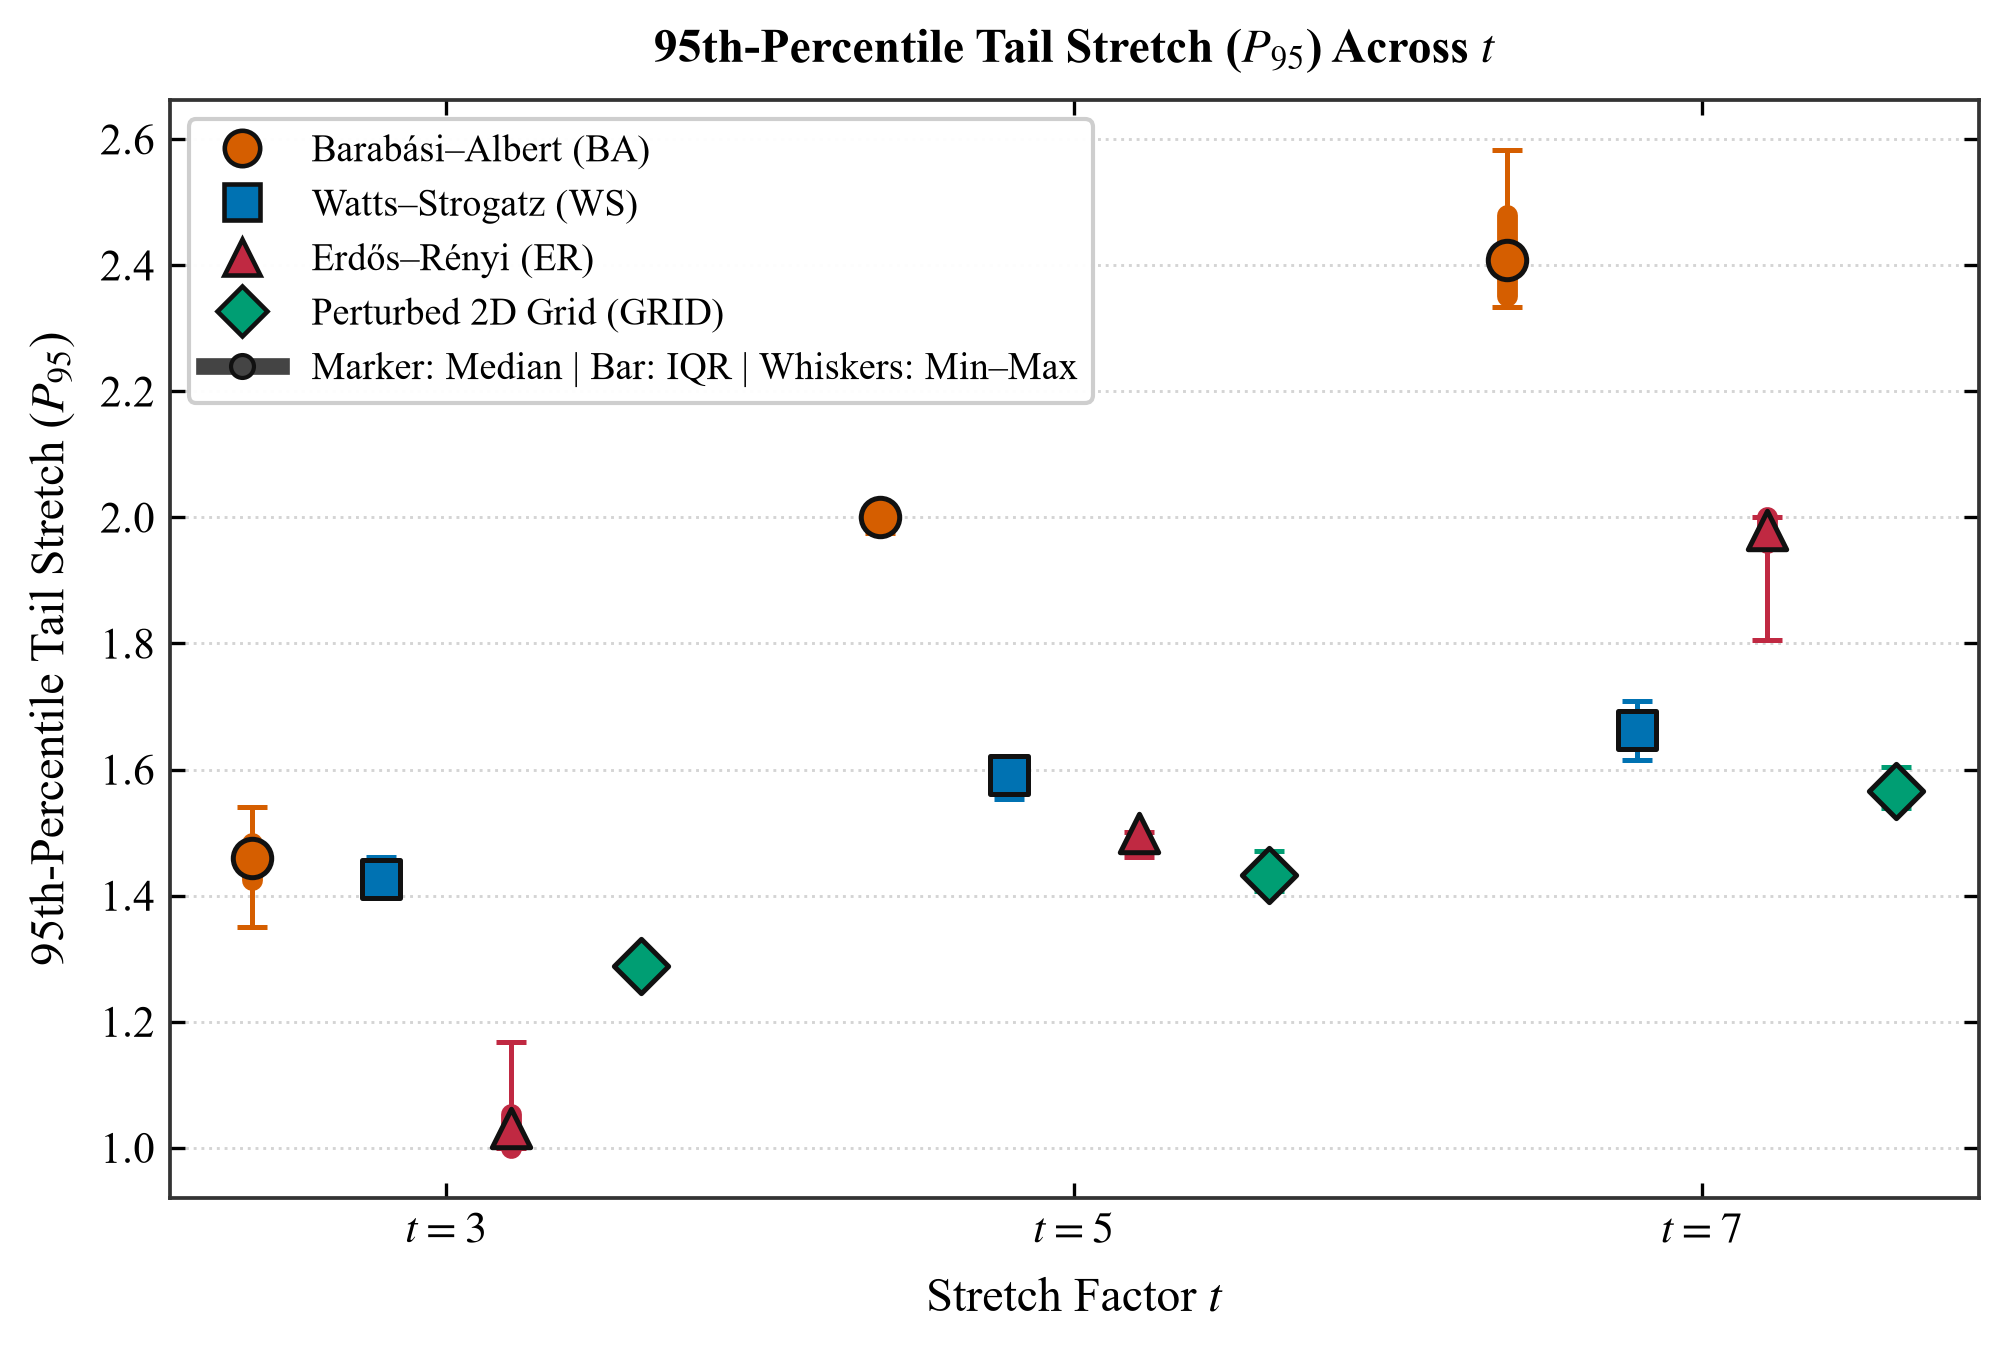 95th-Percentile Tail Stretch (P95) Across t
2.6
2.4
2.2
2.0
1.8
1.6
1.4
1.2
1.0
95th-Percentile Tail Stretch (P95)
Barabási–Albert (BA)
Watts–Strogatz (WS)
Erdős–Rényi (ER)
Perturbed 2D Grid (GRID)
Marker: Median | Bar: IQR | Whiskers: Min–Max
t = 3
t = 5
t = 7
Stretch Factor t